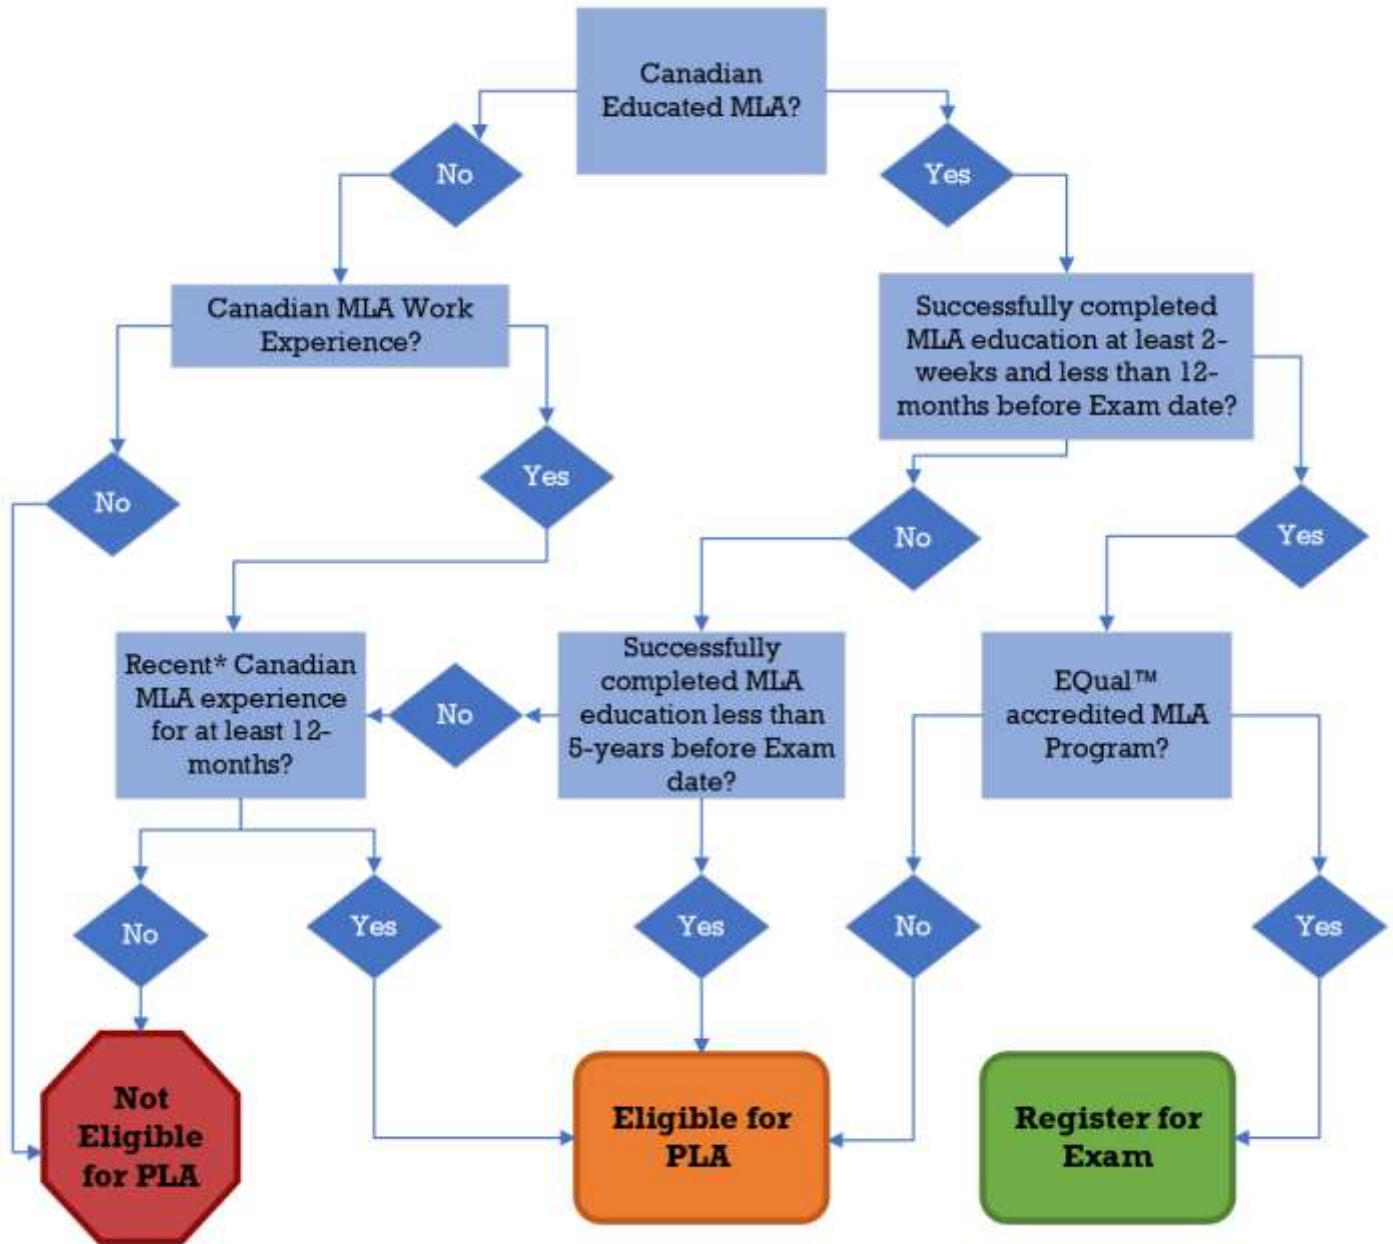 Canadian
Educated MLA?
No
Yes
Canadian MLA Work
Experience?
Successfully completed
MLA education at least 2-
weeks and less than 12-
months before Exam date?
No
Yes
No
Yes
Recent* Canadian
MLA experience
for at least 12-
months?
No
Successfully
completed MLA
education less than
5-years before Exam
date?
EQual™
accredited MLA
Program?
No
Yes
Yes
No
Yes
Not
Eligible
for PLA
Eligible for
PLA
Register for
Exam